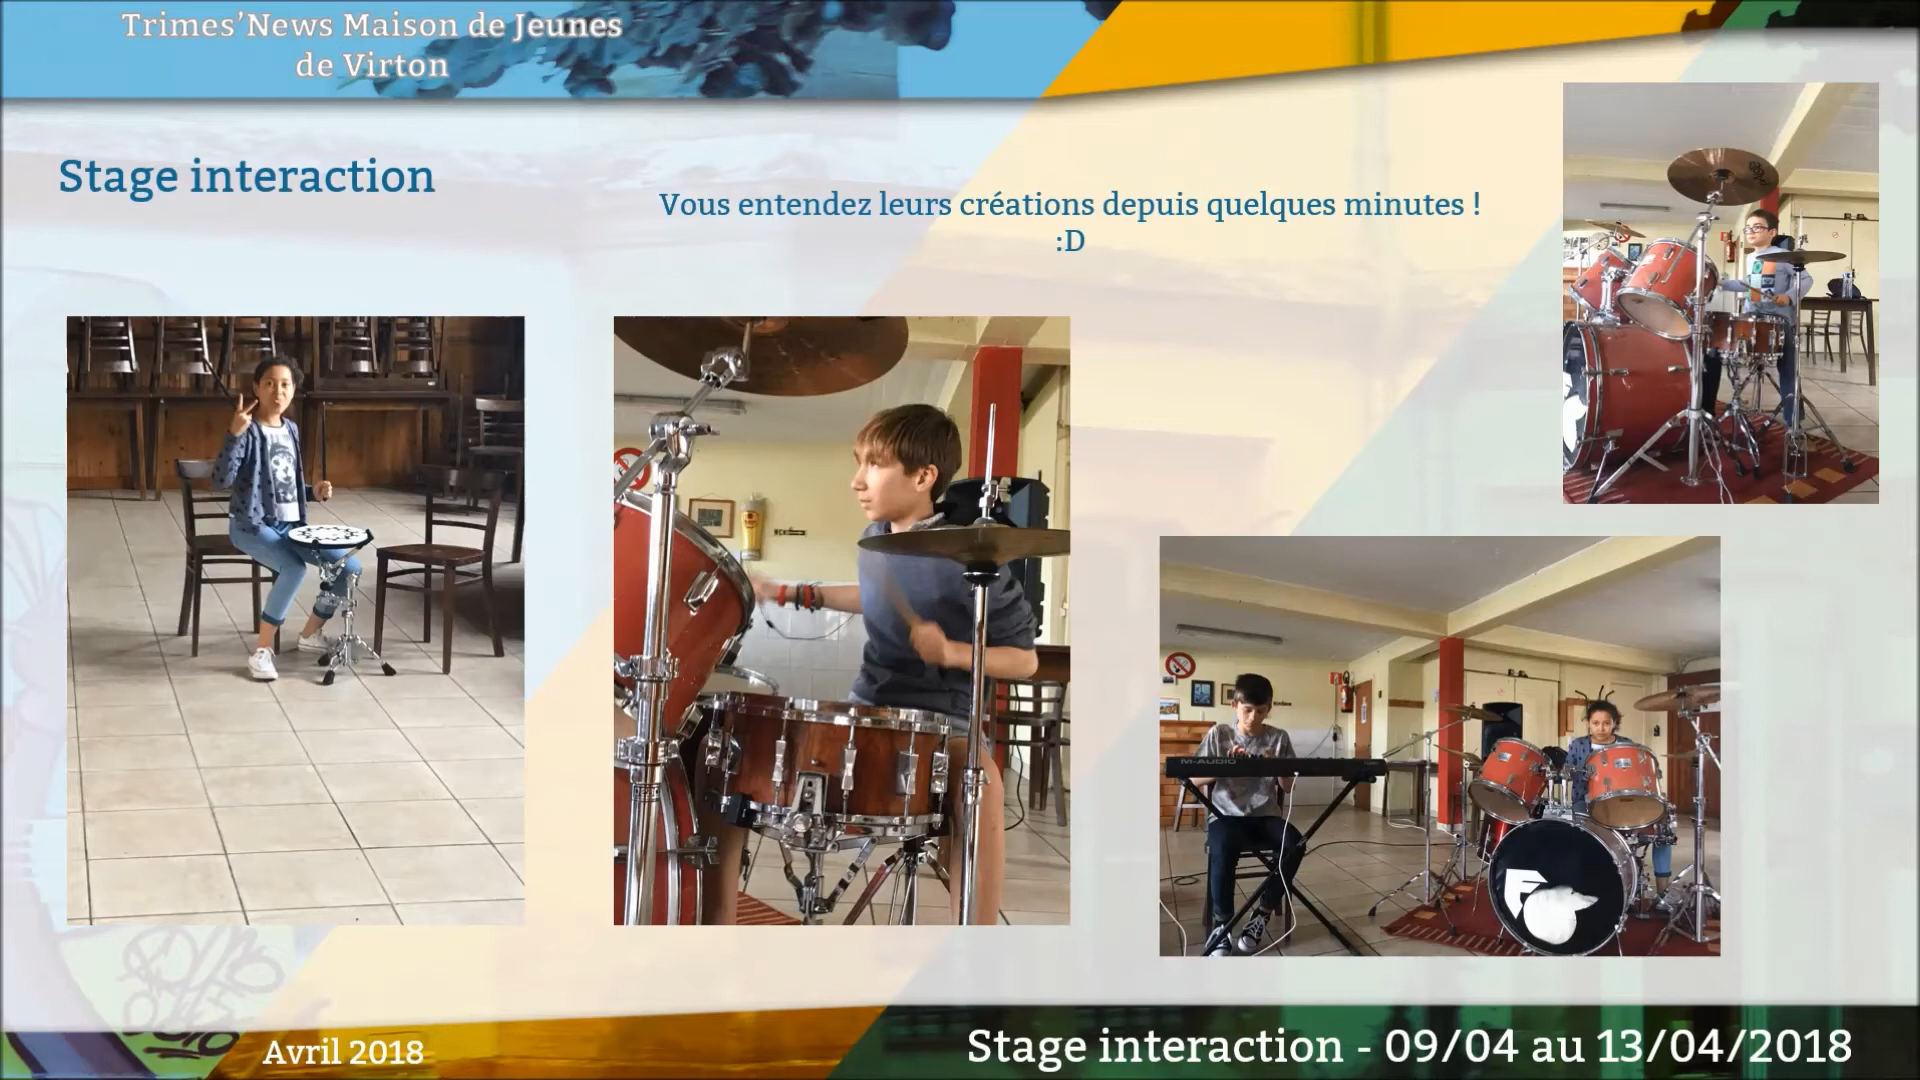 Trimes’News Maison de Jeunes
de Virton
Stage interaction
Vous entendez leurs créations depuis quelques minutes !
:D
M-AUDIO
Avril 2018
Stage interaction - 09/04 au 13/04/2018